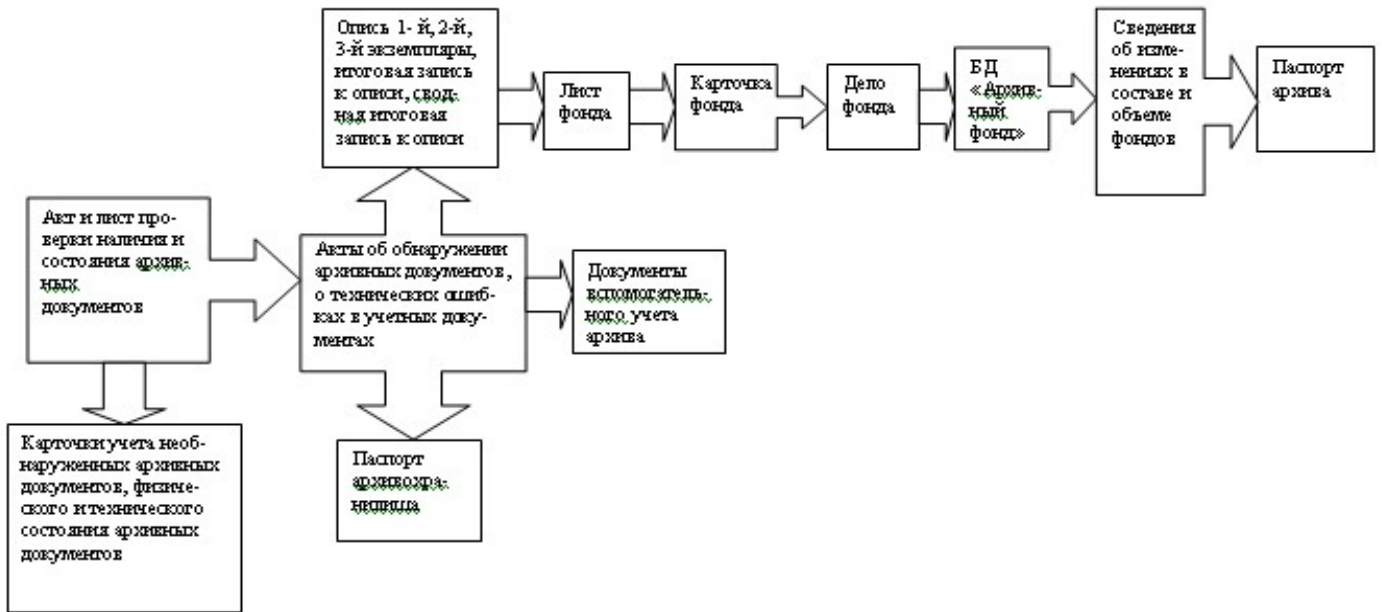 Опись 1- й, 2-й,
3-й экземпляры,
итоговая запись
к описи, свод-
ная итоговая
запись к описи
Лист
фонда
Карточка
фонда
Дело
фонда
БД
«Архив-
ный
фонд»
Сведения
об изме-
нениях в
составе и
объеме
фондов
Паспорт
архива
Акт и лист про-
верки наличия и
состояния архив-
ных
документов
Акты об обнаружении
архивных документов,
о технических ошиб-
ках в учетных доку-
ментах
Документы
вспомогатель-
ного учета
архива
Карточки учета необ-
наруженных архивных
документов, физиче-
ского и технического
состояния архивных
документов
Паспорт
архивохра-
нилища